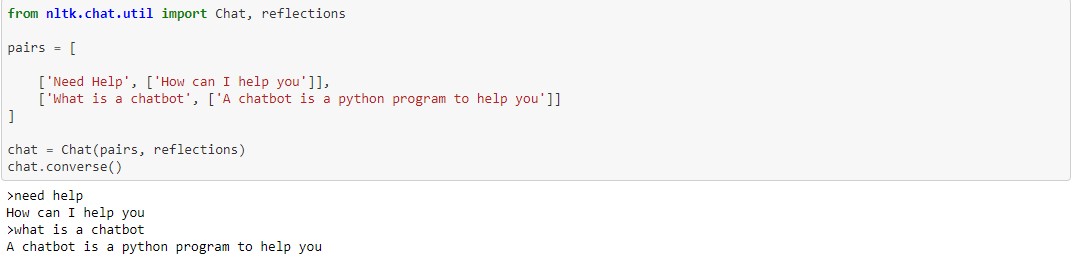 from nltk.chat.util import Chat, reflections
pairs = [
['Need Help', ['How can I help you']],
['What is a chatbot', ['A chatbot is a python program to help you']]
]
chat = Chat(pairs, reflections)
chat.converse()
>need help
How can I help you
>what is a chatbot
A chatbot is a python program to help you